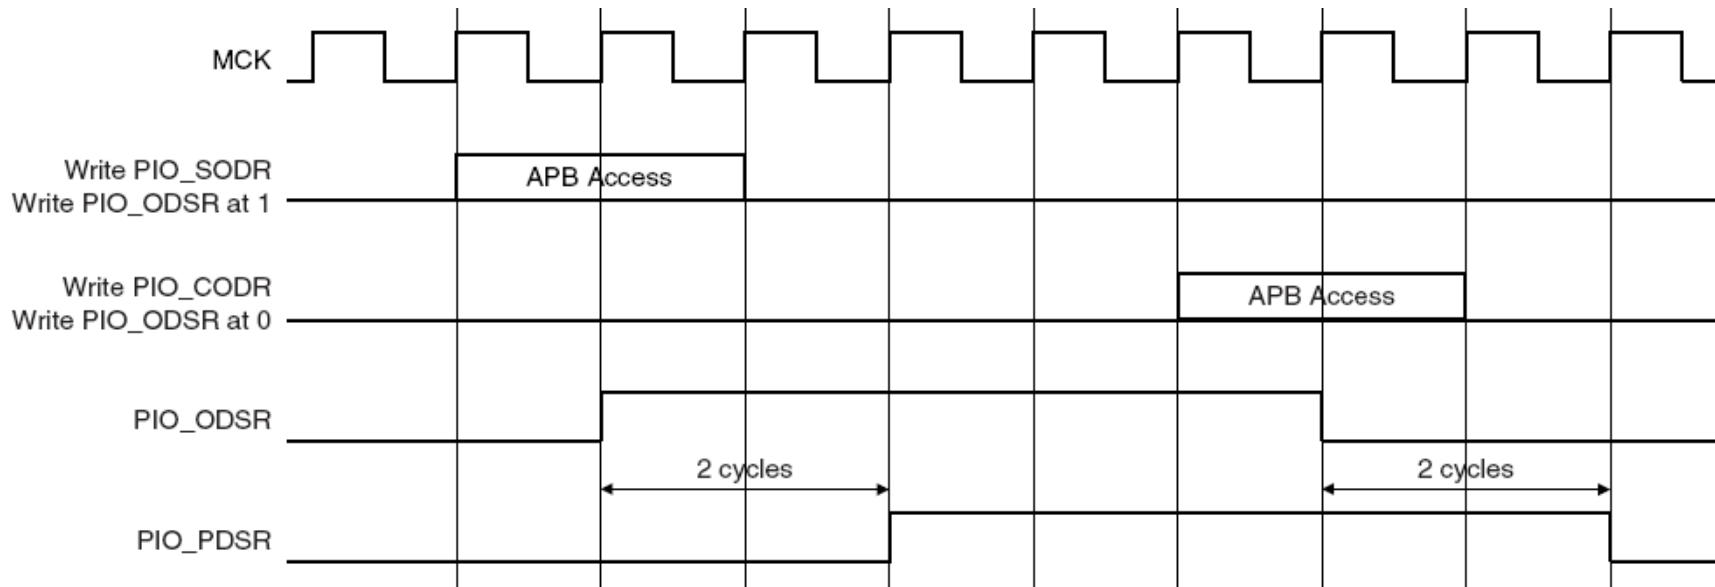 MCK
Write PIO_SODR
Write PIO_ODSR at 1
APB Access
Write PIO_CODR
Write PIO_ODSR at 0
APB Access
PIO_ODSR
2 cycles
2 cycles
PIO_PDSR